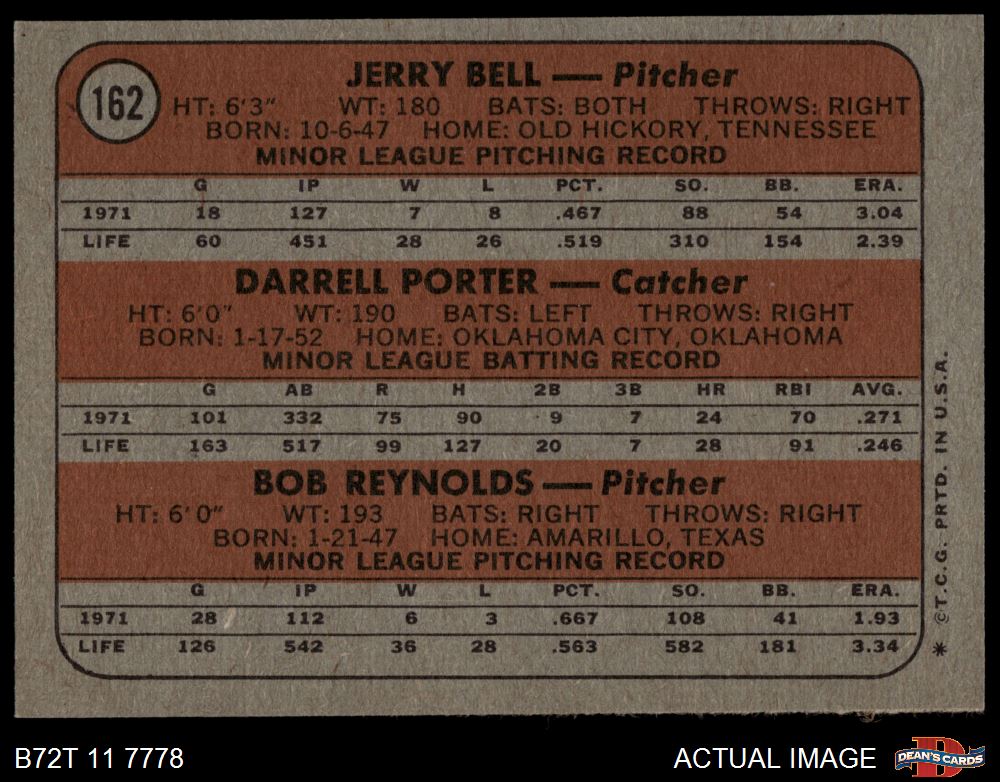 162
JERRY BELL — Pitcher
HT: 6'3" WT: 180 BATS: BOTH THROWS: RIGHT
BORN: 10-6-47 HOME: OLD HICKORY, TENNESSEE
MINOR LEAGUE PITCHING RECORD
G IP W L PCT. SO. BB. ERA.
1971 18 127 7 8 .467 88 54 3.04
LIFE 60 451 28 26 .519 310 154 2.39
DARRELL PORTER — Catcher
HT: 6'0" WT: 190 BATS: LEFT THROWS: RIGHT
BORN: 1-17-52 HOME: OKLAHOMA CITY, OKLAHOMA
MINOR LEAGUE BATTING RECORD
G AB R H 2B 3B HR RBI AVG.
1971 101 332 75 90 9 7 24 70 .271
LIFE 163 517 99 127 20 7 28 91 .246
BOB REYNOLDS — Pitcher
HT: 6'0" WT: 193 BATS: RIGHT THROWS: RIGHT
BORN: 1-21-47 HOME: AMARILLO, TEXAS
MINOR LEAGUE PITCHING RECORD
G IP W L PCT. SO. BB. ERA.
1971 28 112 6 3 .667 108 41 1.93
LIFE 126 542 36 28 .563 582 181 3.34
* ©T.C.G. PRTD. IN U.S.A.
B72T 11 7778
ACTUAL IMAGE
D
DEAN'S CARDS